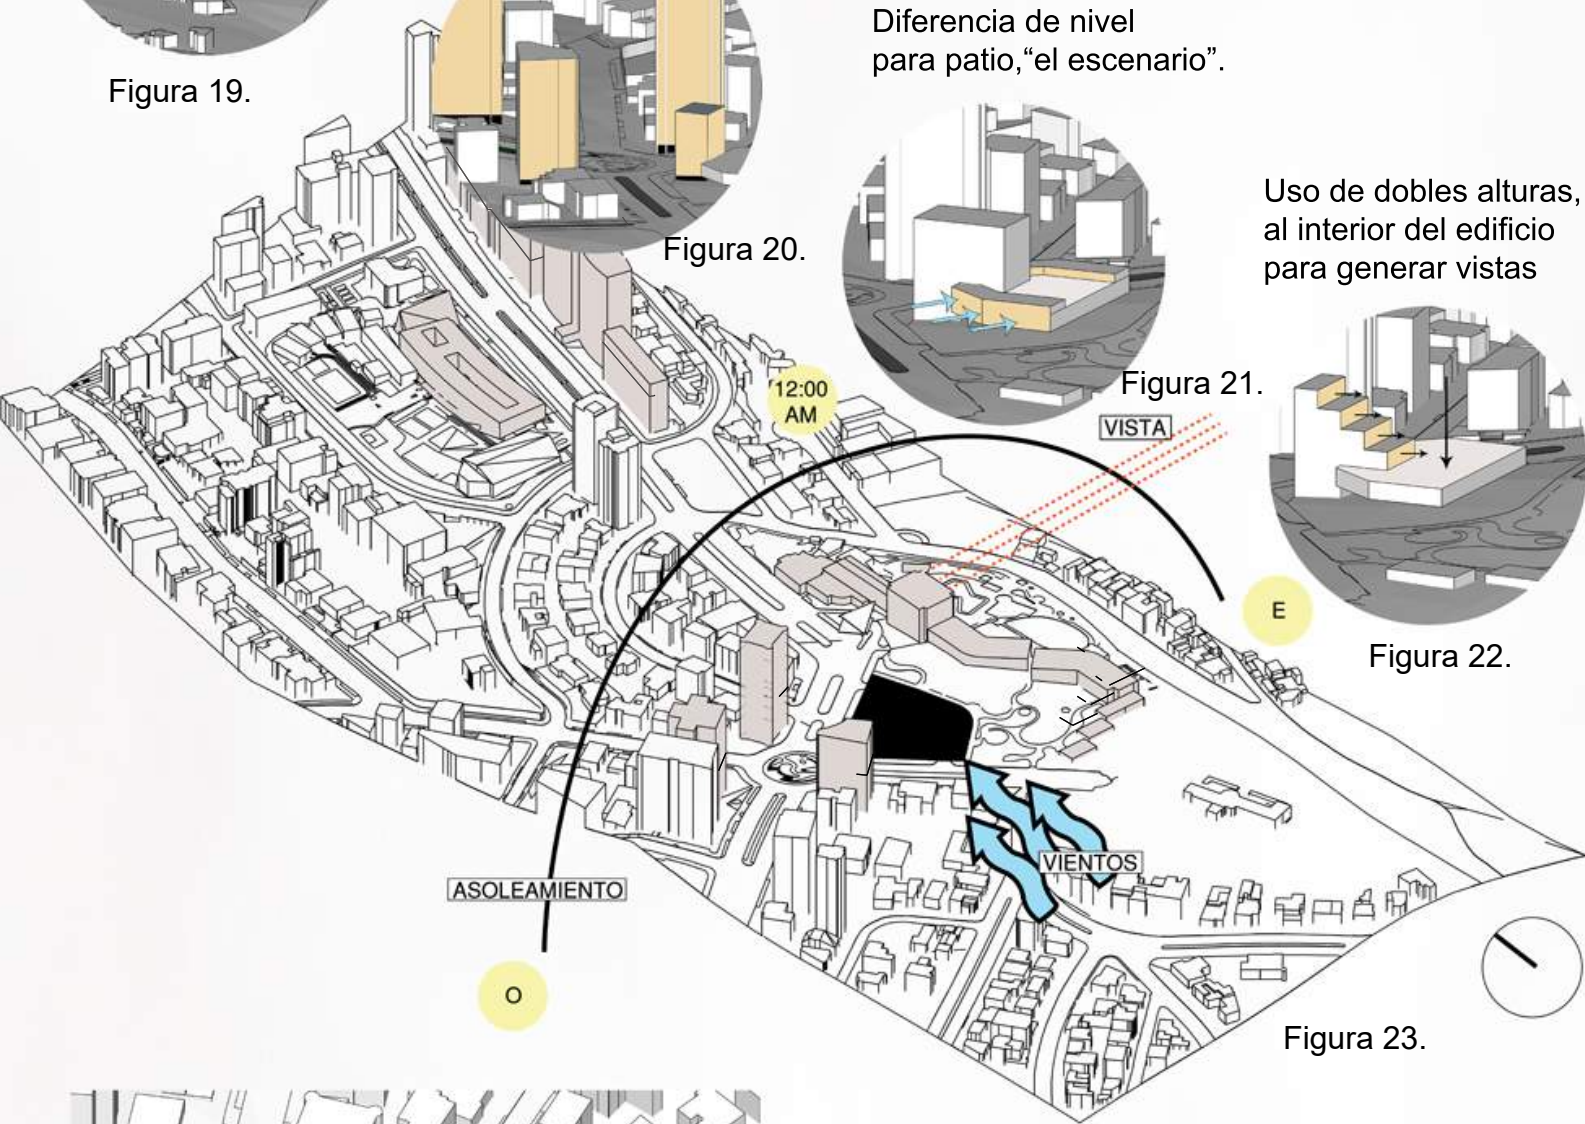 Diferencia de nivel
para patio,“el escenario”.
Figura 19.
Uso de dobles alturas,
al interior del edificio
para generar vistas
Figura 20.
Figura 21.
12:00
AM
VISTA
E
Figura 22.
VIENTOS
ASOLEAMIENTO
O
Figura 23.